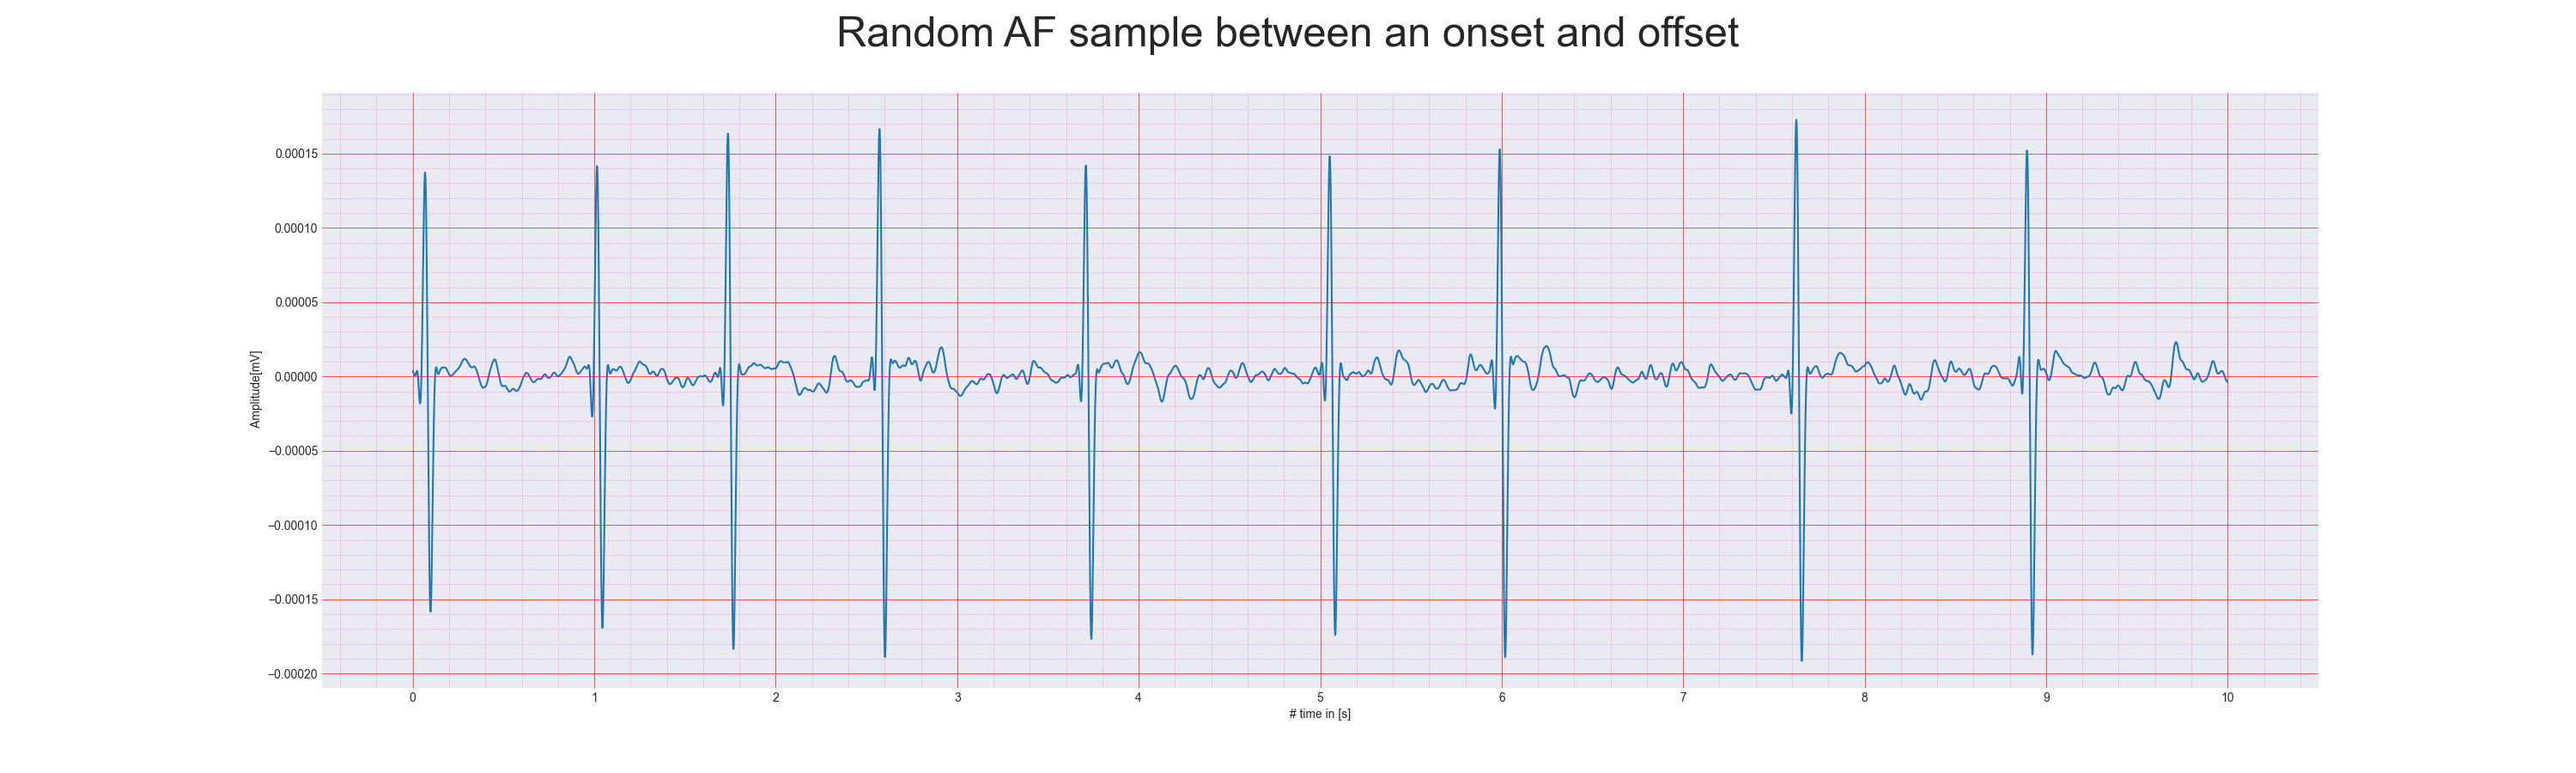 Random AF sample between an onset and offset
Amplitude[mV]
0.00015
0.00010
0.00005
0.00000
−0.00005
−0.00010
−0.00015
−0.00020
0 1 2 3 4 5 6 7 8 9 10
# time in [s]